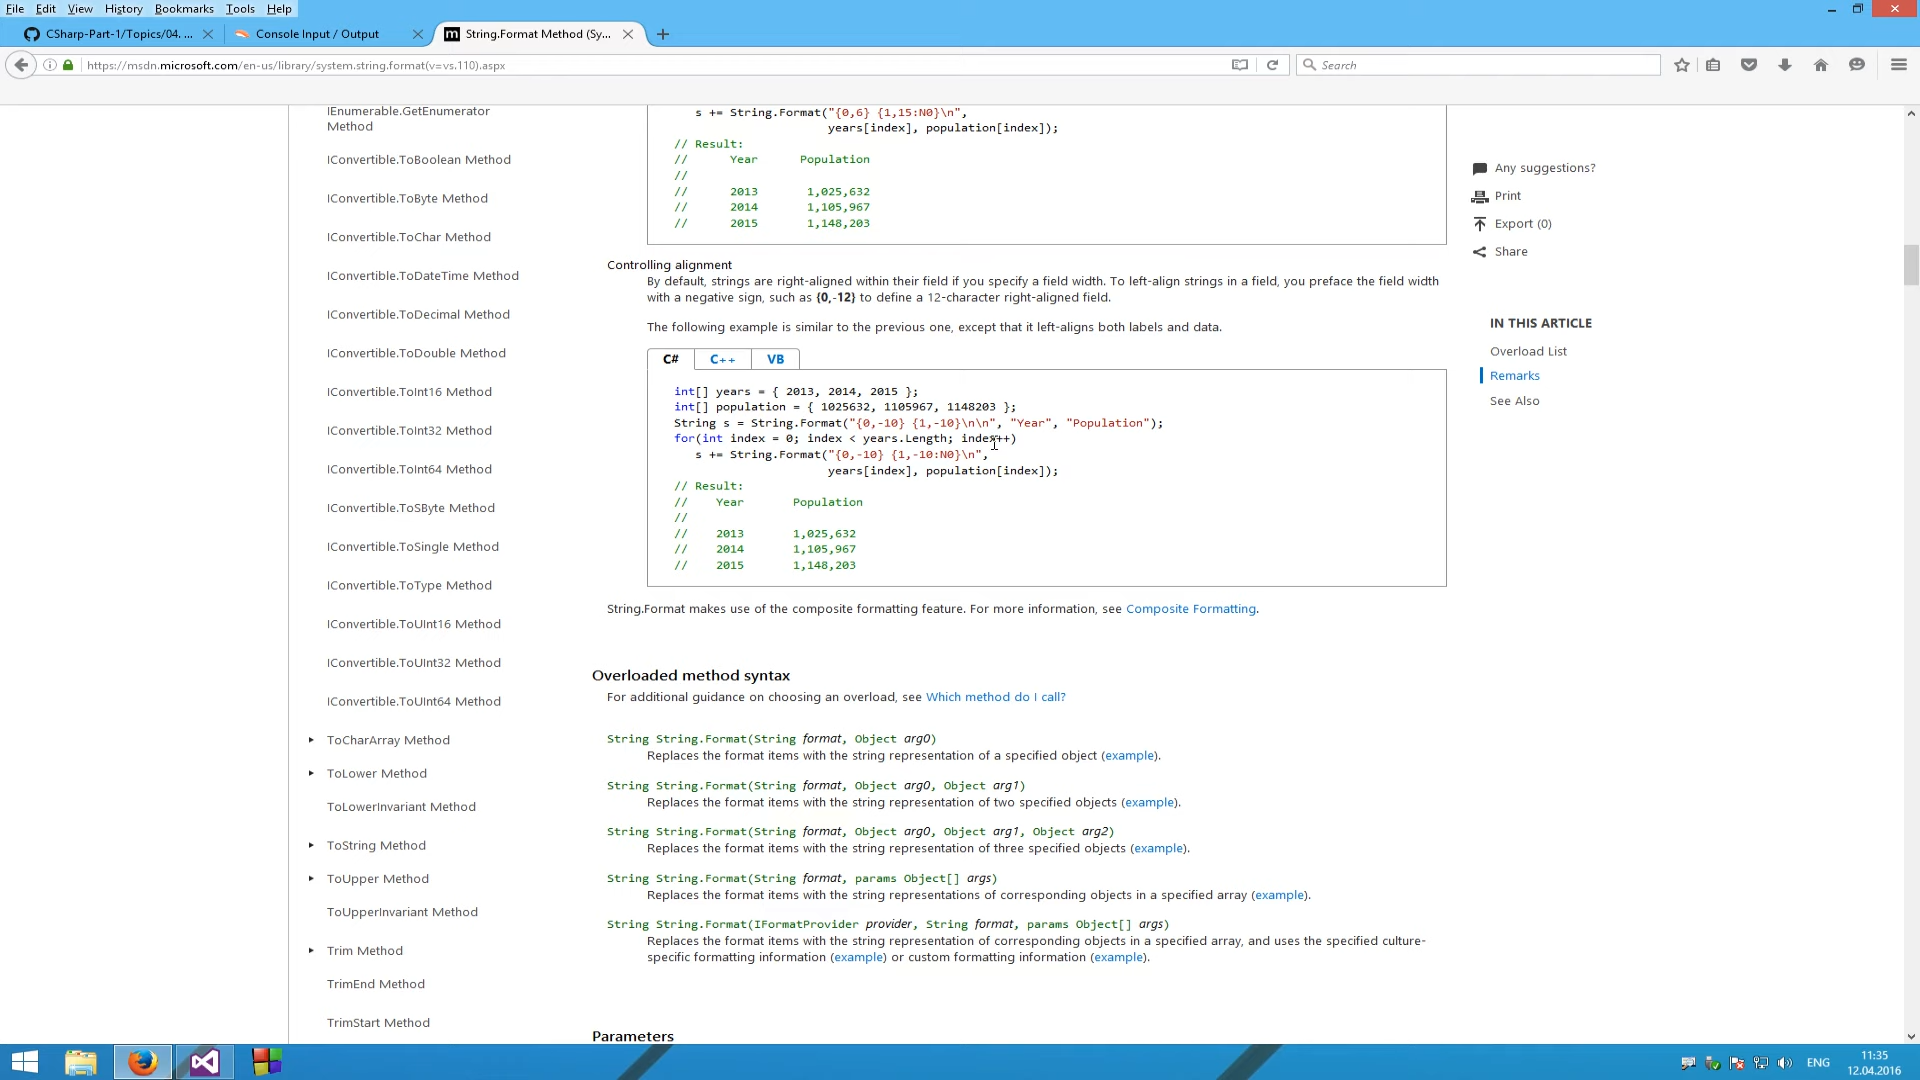 File Edit View History Bookmarks Tools Help
CSharp-Part-1/Topics/04. ...
Console Input / Output
String.Format Method (Sy...
https://msdn.microsoft.com/en-us/library/system.string.format(v=vs.110).aspx
Search
IEnumerable.GetEnumerator
Method
IConvertible.ToBoolean Method
IConvertible.ToByte Method
IConvertible.ToChar Method
IConvertible.ToDateTime Method
IConvertible.ToDecimal Method
IConvertible.ToDouble Method
IConvertible.ToInt16 Method
IConvertible.ToInt32 Method
IConvertible.ToInt64 Method
IConvertible.ToSByte Method
IConvertible.ToSingle Method
IConvertible.ToType Method
IConvertible.ToUInt16 Method
IConvertible.ToUInt32 Method
IConvertible.ToUInt64 Method
ToCharArray Method
ToLower Method
ToLowerInvariant Method
ToString Method
ToUpper Method
ToUpperInvariant Method
Trim Method
TrimEnd Method
TrimStart Method
s += String.Format("{0,6} {1,15:N0}\n",
years[index], population[index]);
// Result:
// Year Population
//
// 2013 1,025,632
// 2014 1,105,967
// 2015 1,148,203
Controlling alignment
By default, strings are right-aligned within their field if you specify a field width. To left-align strings in a field, you preface the field width
with a negative sign, such as {0,-12} to define a 12-character right-aligned field.
The following example is similar to the previous one, except that it left-aligns both labels and data.
C# C++ VB
int[] years = { 2013, 2014, 2015 };
int[] population = { 1025632, 1105967, 1148203 };
String s = String.Format("{0,-10} {1,-10}\n\n", "Year", "Population");
for(int index = 0; index < years.Length; index++)
s += String.Format("{0,-10} {1,-10:N0}\n",
years[index], population[index]);
// Result:
// Year Population
//
// 2013 1,025,632
// 2014 1,105,967
// 2015 1,148,203
String.Format makes use of the composite formatting feature. For more information, see Composite Formatting.
Overloaded method syntax
For additional guidance on choosing an overload, see Which method do I call?
String String.Format(String format, Object arg0)
Replaces the format items with the string representation of a specified object (example).
String String.Format(String format, Object arg0, Object arg1)
Replaces the format items with the string representation of two specified objects (example).
String String.Format(String format, Object arg0, Object arg1, Object arg2)
Replaces the format items with the string representation of three specified objects (example).
String String.Format(String format, params Object[] args)
Replaces the format items with the string representations of corresponding objects in a specified array (example).
String String.Format(IFormatProvider provider, String format, params Object[] args)
Replaces the format items with the string representation of corresponding objects in a specified array, and uses the specified culture-
specific formatting information (example) or custom formatting information (example).
Parameters
Any suggestions?
Print
Export (0)
Share
IN THIS ARTICLE
Overload List
Remarks
See Also
ENG
11:35
12.04.2016